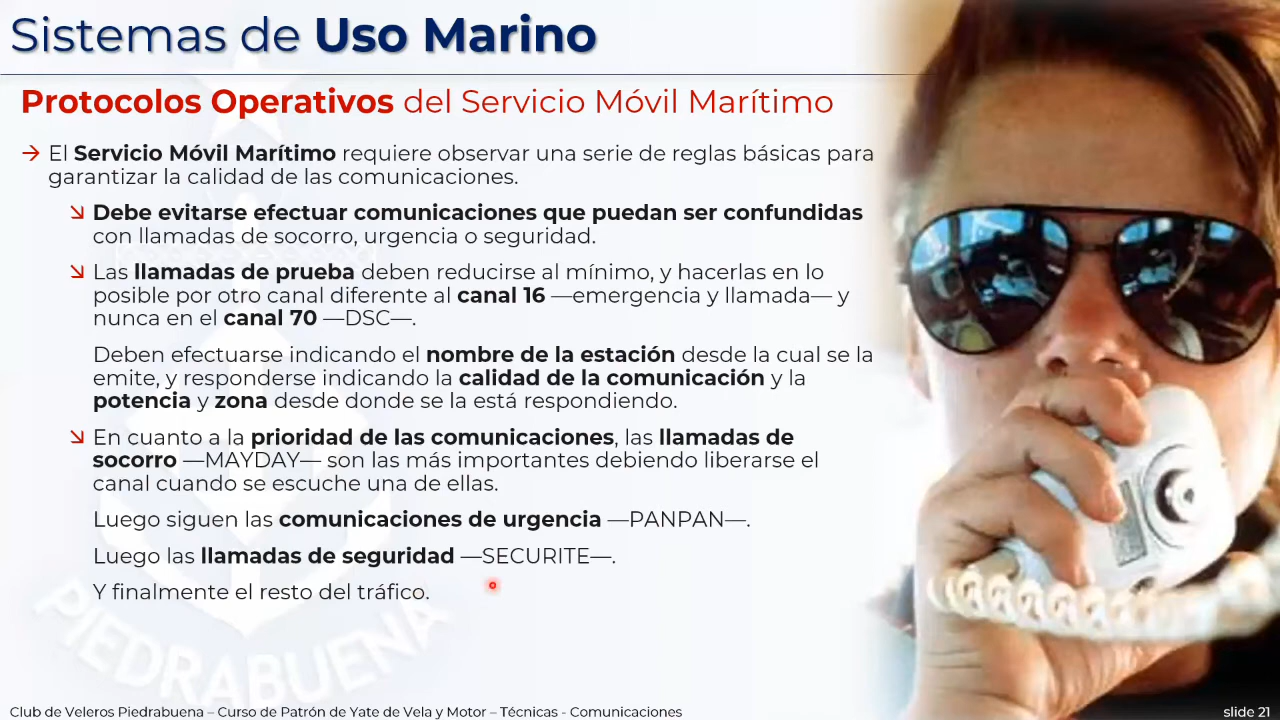 Sistemas de Uso Marino
Protocolos Operativos del Servicio Móvil Marítimo
→ El Servicio Móvil Marítimo requiere observar una serie de reglas básicas para
garantizar la calidad de las comunicaciones.
↘ Debe evitarse efectuar comunicaciones que puedan ser confundidas
con llamadas de socorro, urgencia o seguridad.
↘ Las llamadas de prueba deben reducirse al mínimo, y hacerlas en lo
posible por otro canal diferente al canal 16 —emergencia y llamada— y
nunca en el canal 70 —DSC—.
Deben efectuarse indicando el nombre de la estación desde la cual se la
emite, y responderse indicando la calidad de la comunicación y la
potencia y zona desde donde se la está respondiendo.
↘ En cuanto a la prioridad de las comunicaciones, las llamadas de
socorro —MAYDAY— son las más importantes debiendo liberarse el
canal cuando se escuche una de ellas.
Luego siguen las comunicaciones de urgencia —PANPAN—.
Luego las llamadas de seguridad —SECURITE—.
Y finalmente el resto del tráfico.
PIEDRABUENA
Club de Veleros Piedrabuena – Curso de Patrón de Yate de Vela y Motor – Técnicas - Comunicaciones
slide 21